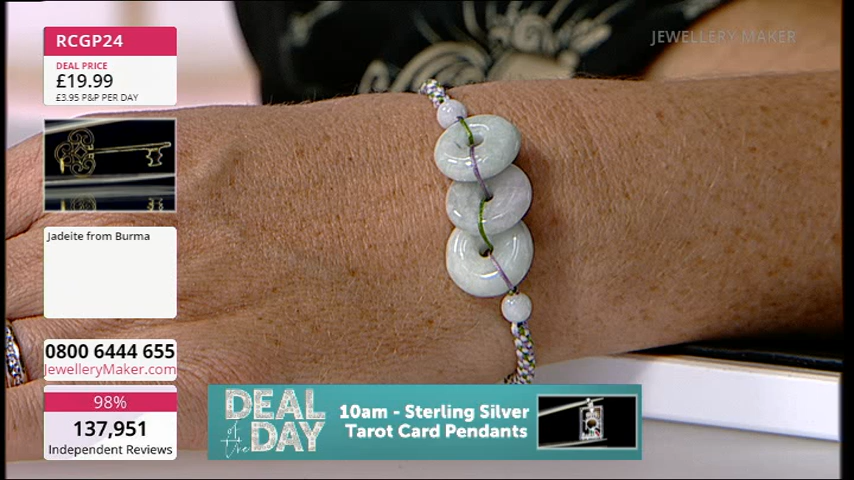 RCGP24
DEAL PRICE
£19.99
£3.95 P&P PER DAY
JEWELLERY MAKER
Jadeite from Burma
0800 6444 655
JewelleryMaker.com
98%
137,951
Independent Reviews
DEAL
of the
DAY
10am - Sterling Silver
Tarot Card Pendants